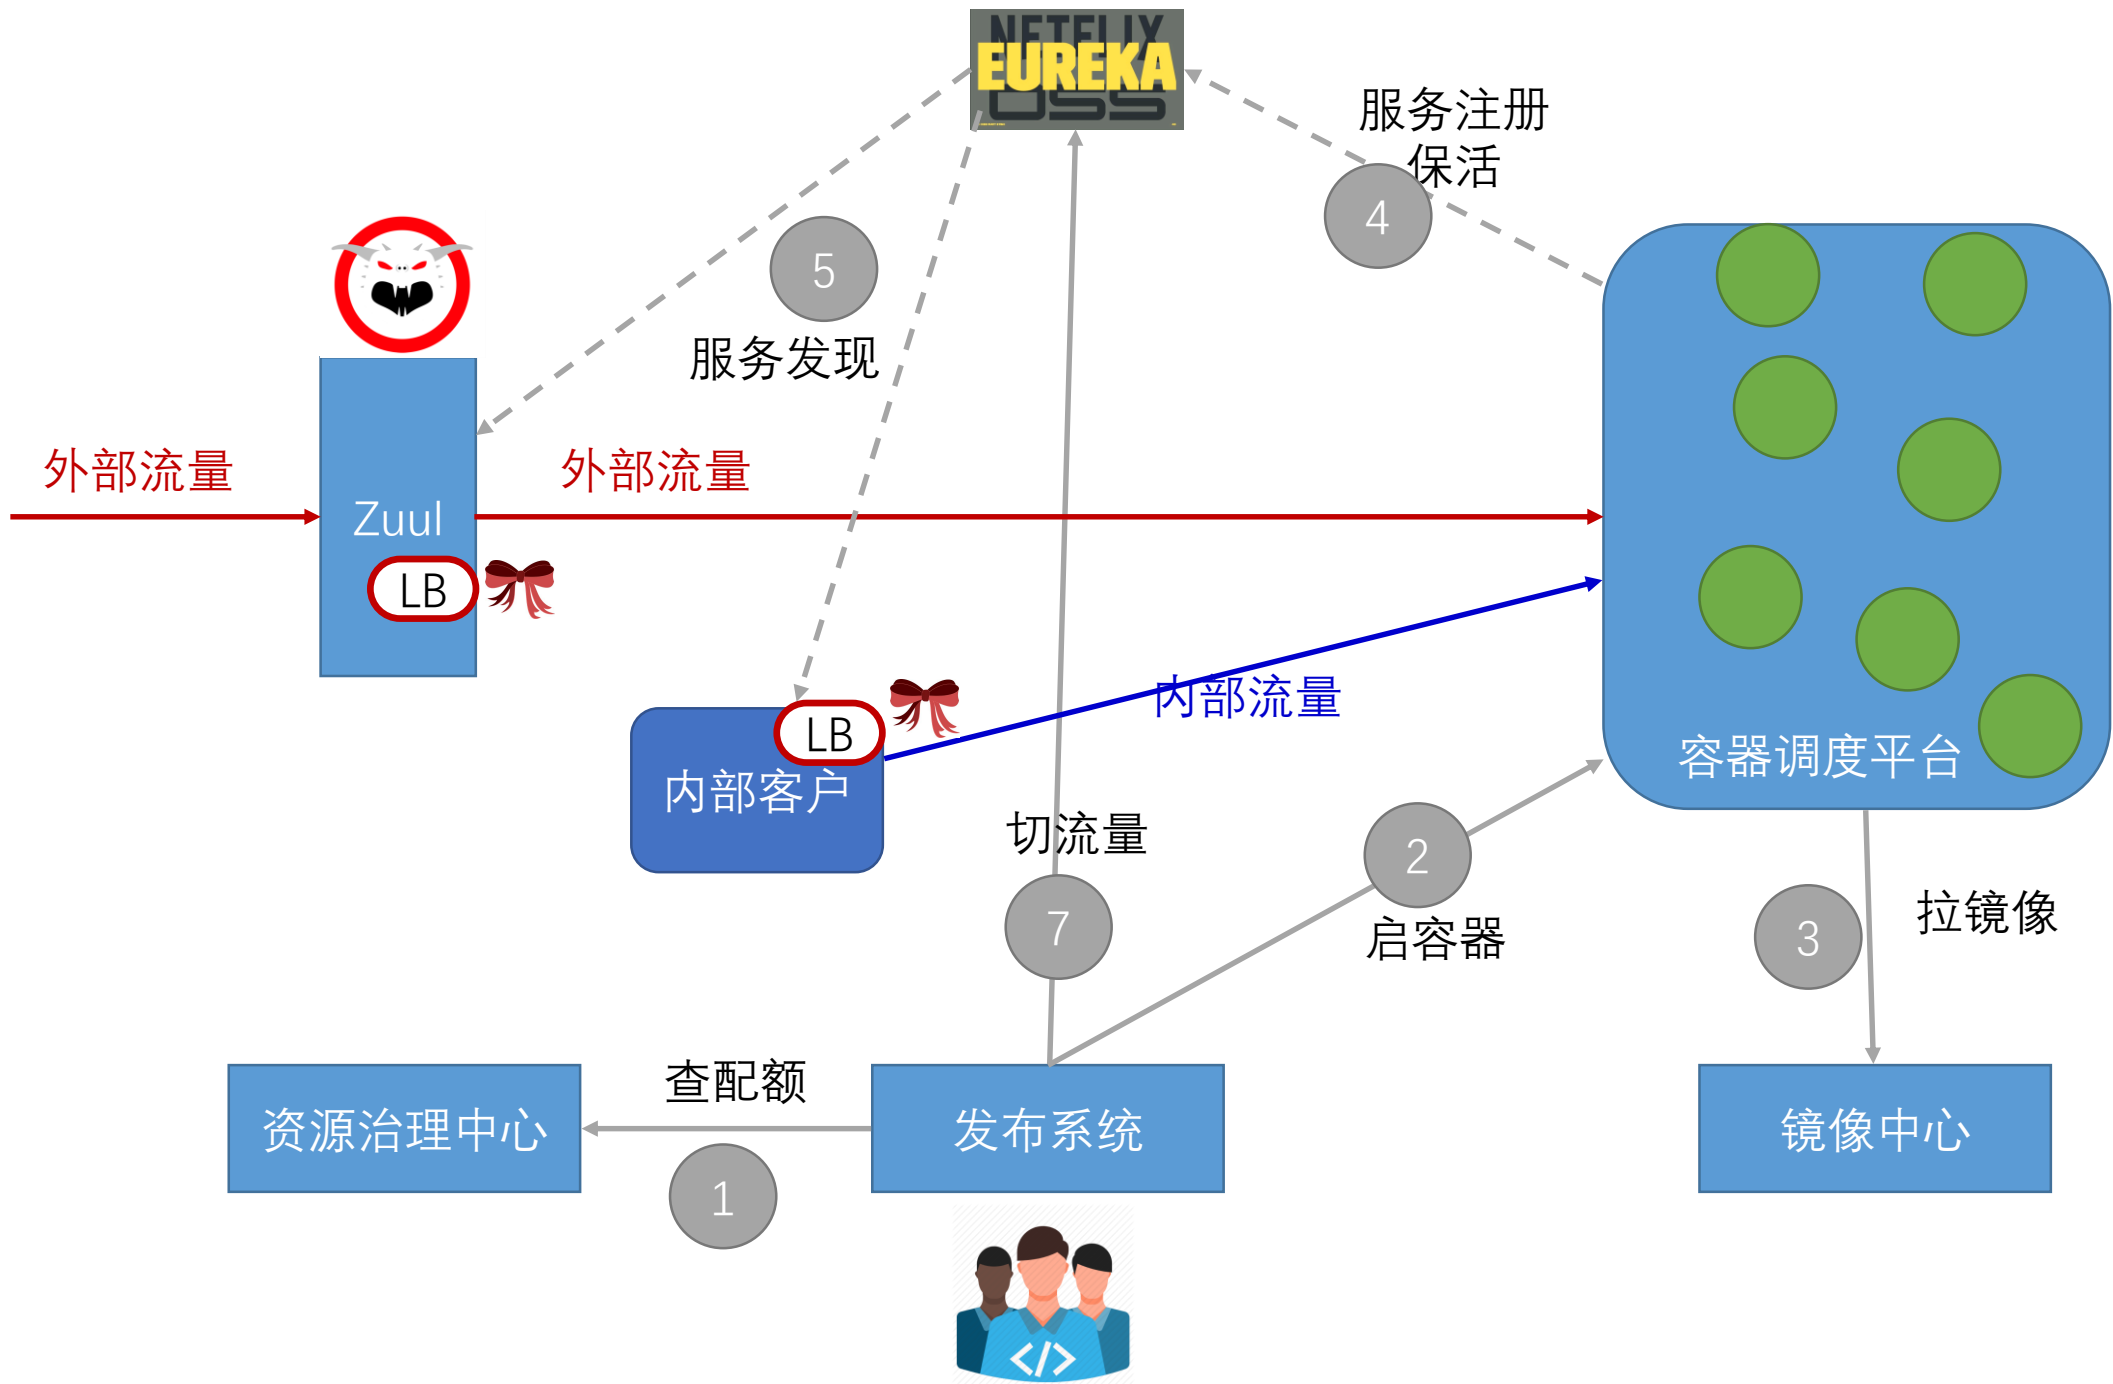 NETFLIX
EUREKA
OSS
服务注册
保活
4
5
服务发现
外部流量
外部流量
Zuul
LB
内部流量
LB
内部客户
容器调度平台
切流量
2
7
启容器
3
拉镜像
查配额
资源治理中心
发布系统
镜像中心
1